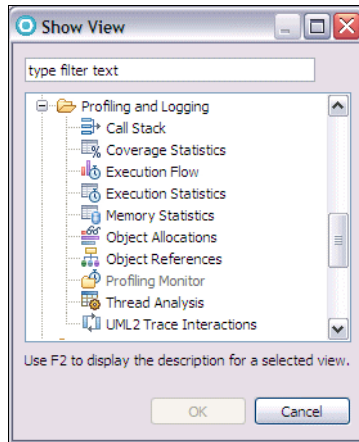 Show View
type filter text
Profiling and Logging
Call Stack
Coverage Statistics
Execution Flow
Execution Statistics
Memory Statistics
Object Allocations
Object References
Profiling Monitor
Thread Analysis
UML2 Trace Interactions
Use F2 to display the description for a selected view.
OK Cancel